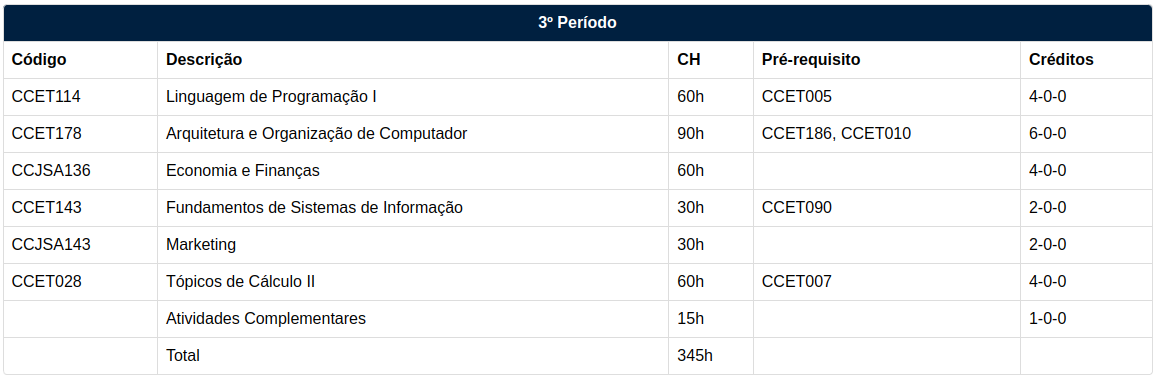 3º Período
Código Descrição CH Pré-requisito Créditos
CCET114 Linguagem de Programação I 60h CCET005 4-0-0
CCET178 Arquitetura e Organização de Computador 90h CCET186, CCET010 6-0-0
CCJSA136 Economia e Finanças 60h 4-0-0
CCET143 Fundamentos de Sistemas de Informação 30h CCET090 2-0-0
CCJSA143 Marketing 30h 2-0-0
CCET028 Tópicos de Cálculo II 60h CCET007 4-0-0
Atividades Complementares 15h 1-0-0
Total 345h